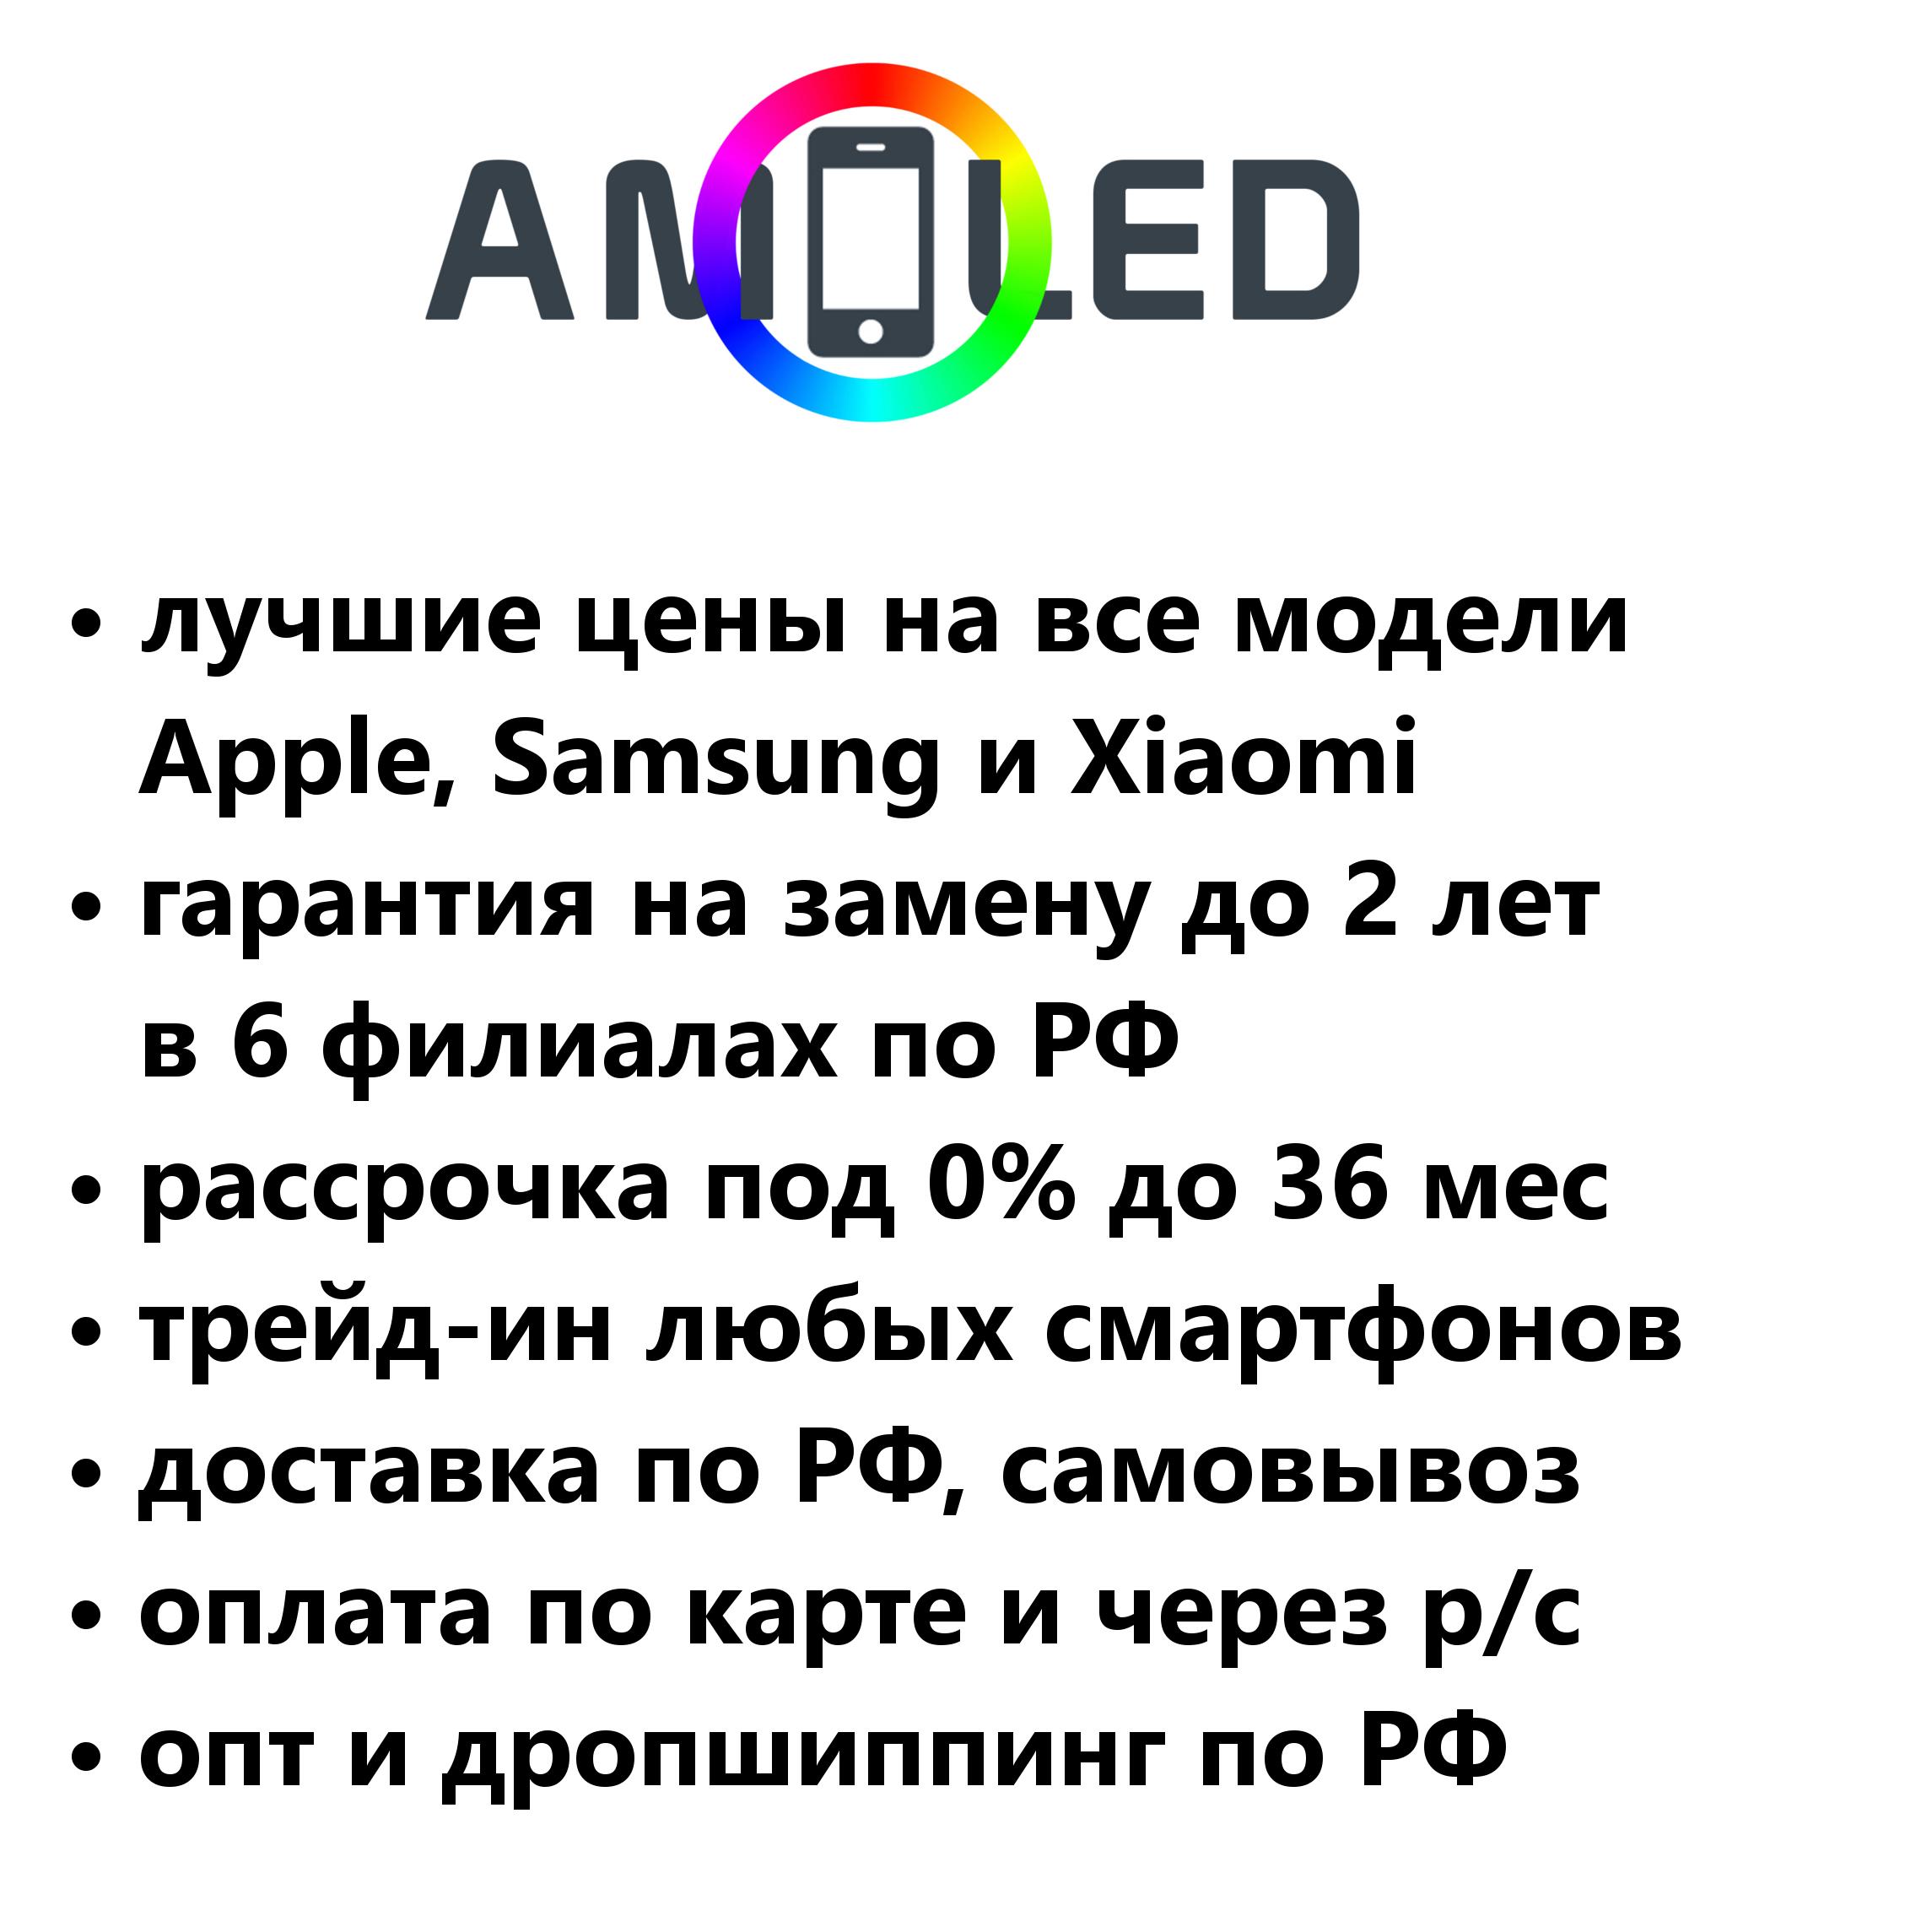 AMOLED
• лучшие цены на все модели
Apple, Samsung и Xiaomi
• гарантия на замену до 2 лет
в 6 филиалах по РФ
• рассрочка под 0% до 36 мес
• трейд-ин любых смартфонов
• доставка по РФ, самовывоз
• оплата по карте и через р/с
• опт и дропшиппинг по РФ